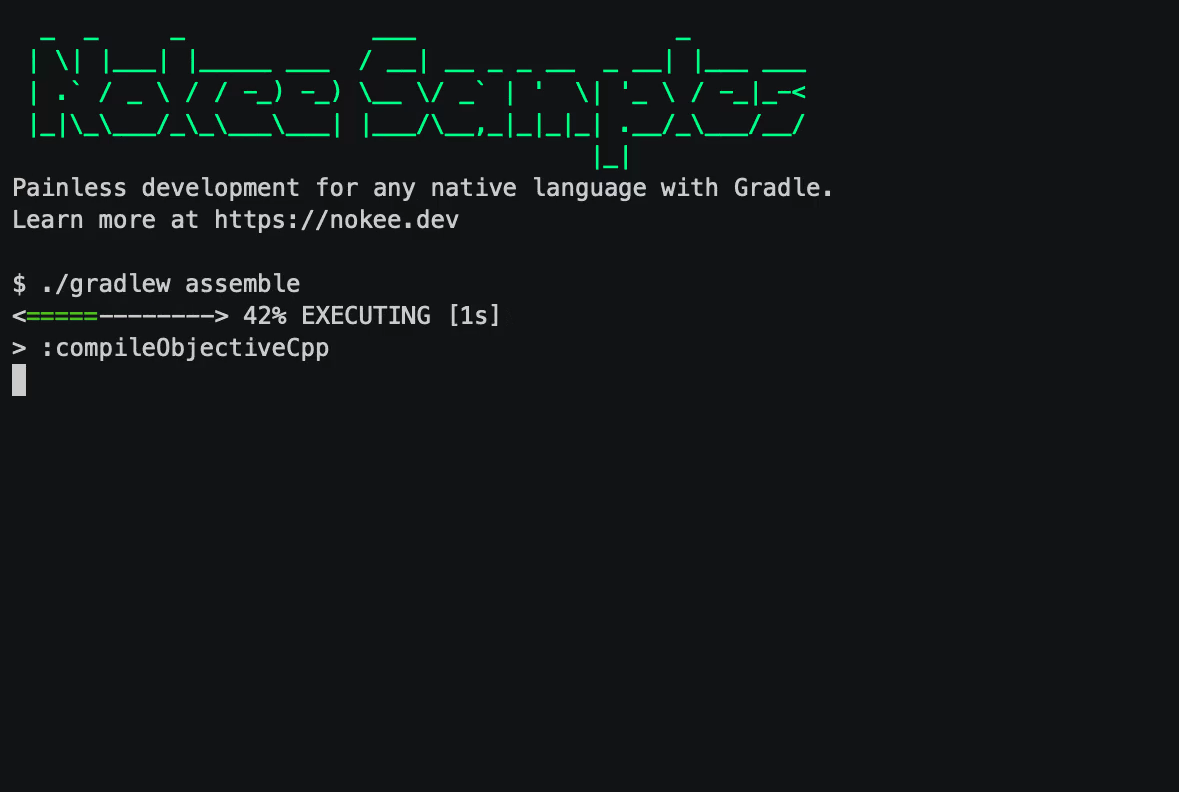 Nokee Samples
Painless development for any native language with Gradle.
Learn more at https://nokee.dev
$ ./gradlew assemble
<=====--------> 42% EXECUTING [1s]
> :compileObjectiveCpp